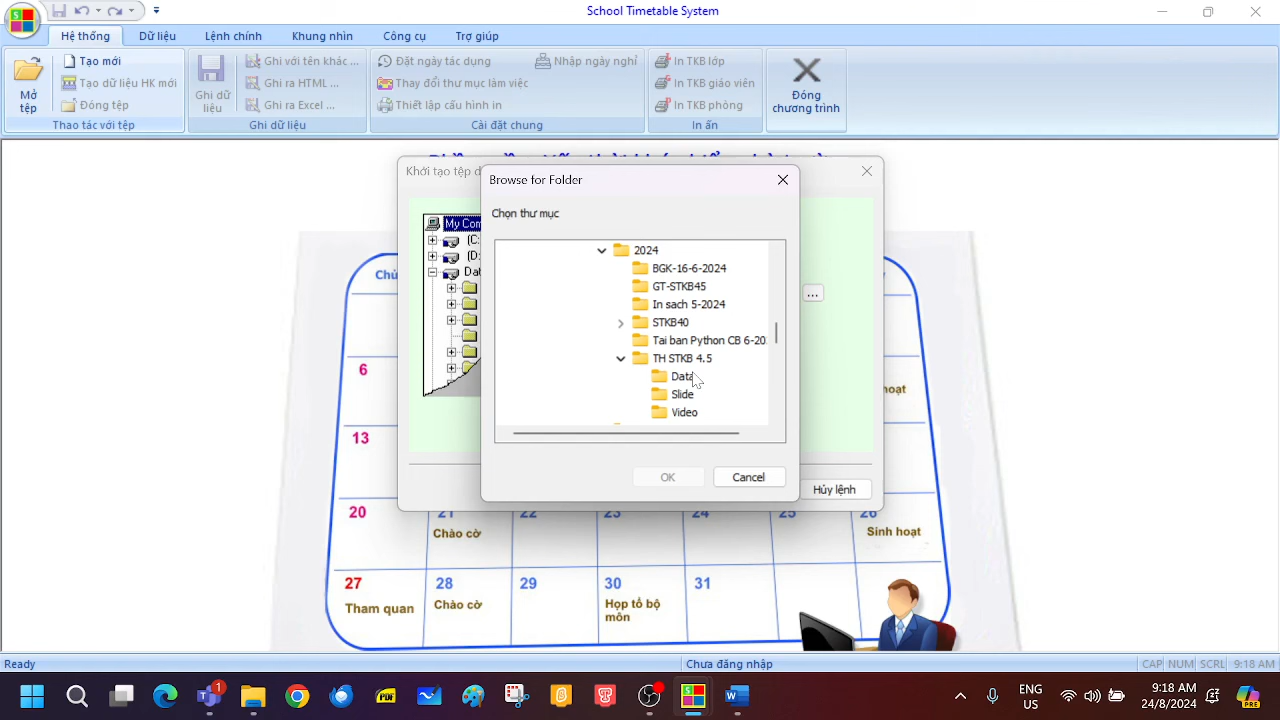 School Timetable System
Hệ thống
Dữ liệu
Lệnh chính
Khung nhìn
Công cụ
Trợ giúp
Mở tệp
Tạo mới
Tạo dữ liệu HK mới
Đóng tệp
Thao tác với tệp
Ghi dữ liệu
Ghi với tên khác ...
Ghi ra HTML ...
Ghi ra Excel ...
Ghi dữ liệu
Đặt ngày tác dụng
Nhập ngày nghỉ
Thay đổi thư mục làm việc
Thiết lập cấu hình in
Cài đặt chung
In TKB lớp
In TKB giáo viên
In TKB phòng
In ấn
Đóng chương trình
Khởi tạo tệp d
My Com
(C:
(D:
Dat
...
Hủy lệnh
Browse for Folder
Chọn thư mục
2024
BGK-16-6-2024
GT-STKB45
In sach 5-2024
STKB40
Tai ban Python CB 6-20
TH STKB 4.5
Data
Slide
Video
OK
Cancel
Chủ
6
hoạt
13
20
21
22
23
24
25
26
Chào cờ
Sinh hoạt
27
28
29
30
31
Tham quan
Chào cờ
Họp tổ bộ môn
Ready
Chưa đăng nhập
CAP
NUM
SCRL
9:18 AM
1
PDF
ENG
US
9:18 AM
24/8/2024
PRE